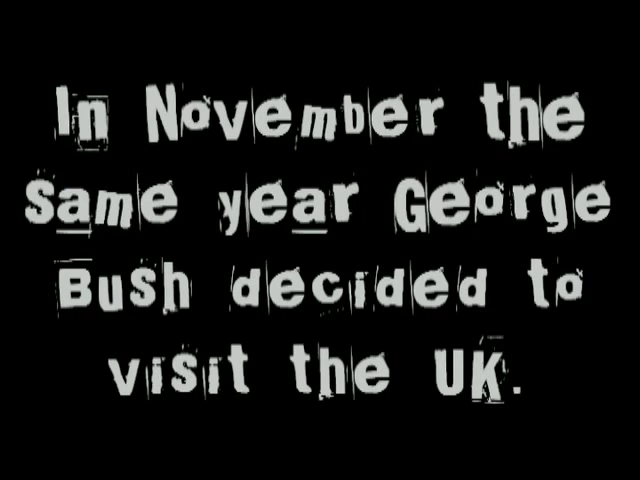 In November the
same year George
Bush decided to
visit the UK.